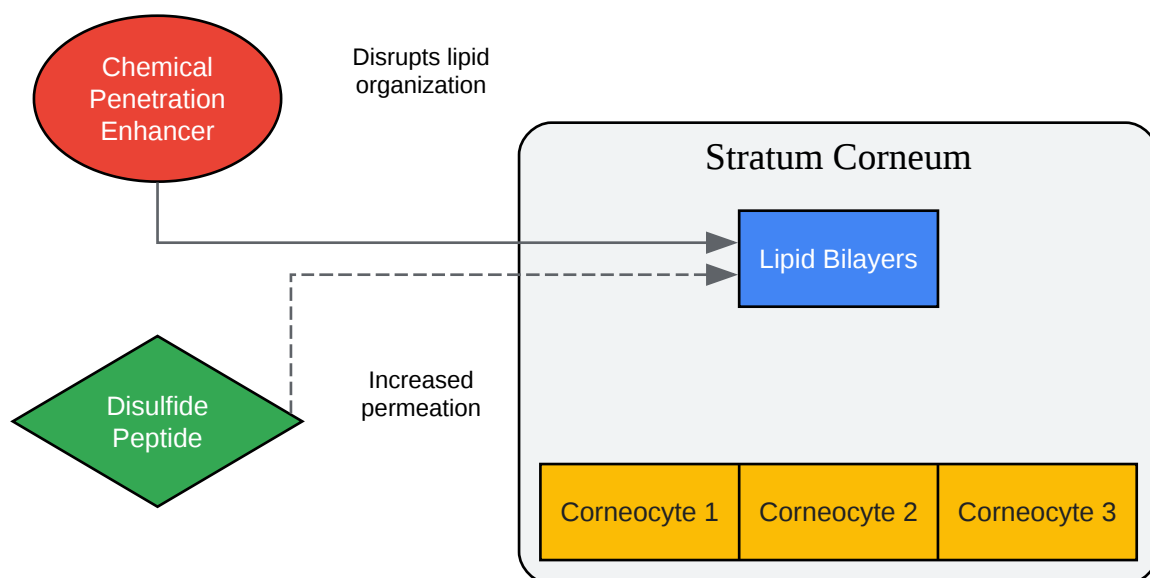 Chemical
Penetration
Enhancer
Disrupts lipid
organization
Stratum Corneum
Lipid Bilayers
Disulfide
Peptide
Increased
permeation
Corneocyte 1
Corneocyte 2
Corneocyte 3